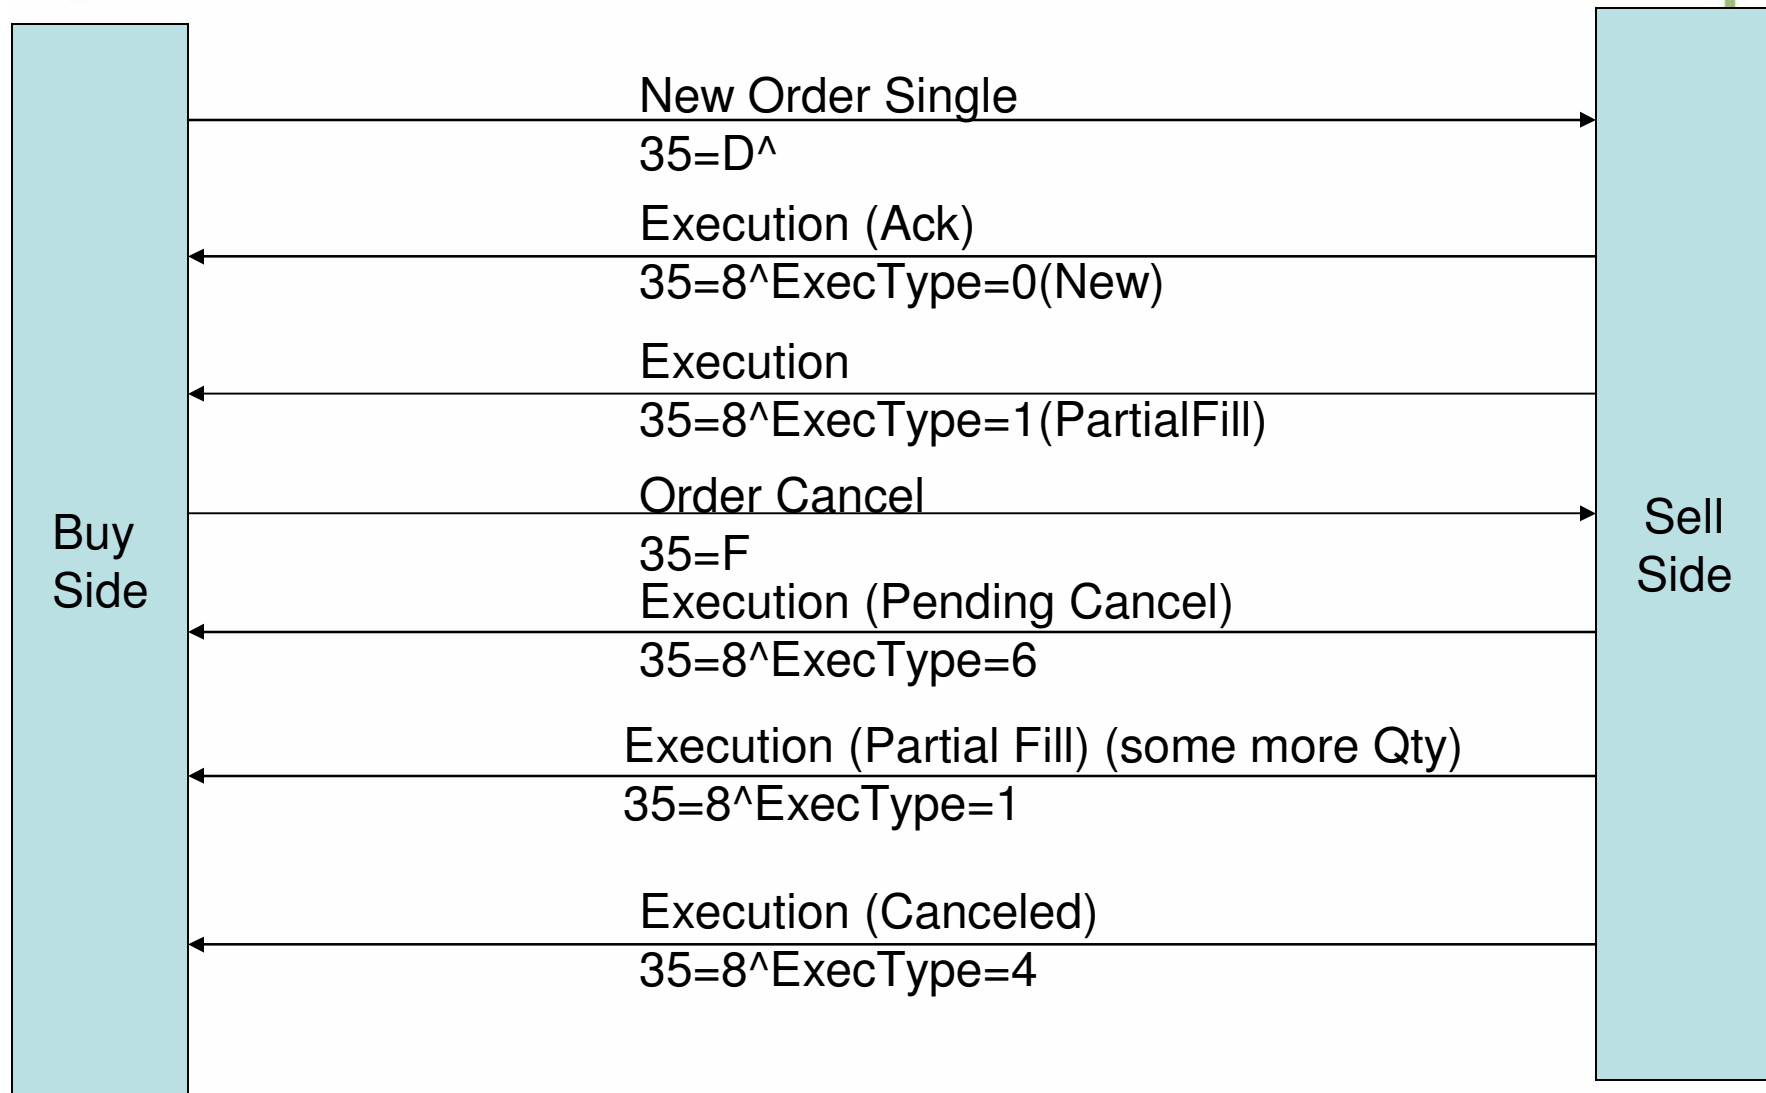 New Order Single
35=D^
Execution (Ack)
35=8^ExecType=0(New)
Execution
35=8^ExecType=1(PartialFill)
Order Cancel
35=F
Buy
Side
Sell
Side
Execution (Pending Cancel)
35=8^ExecType=6
Execution (Partial Fill) (some more Qty)
35=8^ExecType=1
Execution (Canceled)
35=8^ExecType=4